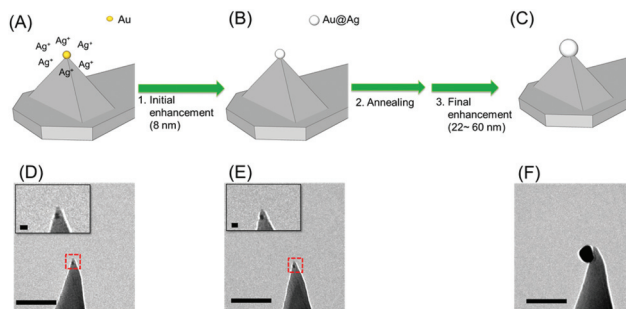 (A)
Au
(B)
Au@Ag
(C)
Ag⁺
Ag⁺
Ag⁺
Ag⁺
Ag⁺
Ag⁺
Ag⁺
1. Initial
enhancement
(8 nm)
2. Annealing
3. Final
enhancement
(22~ 60 nm)
(D)
(E)
(F)